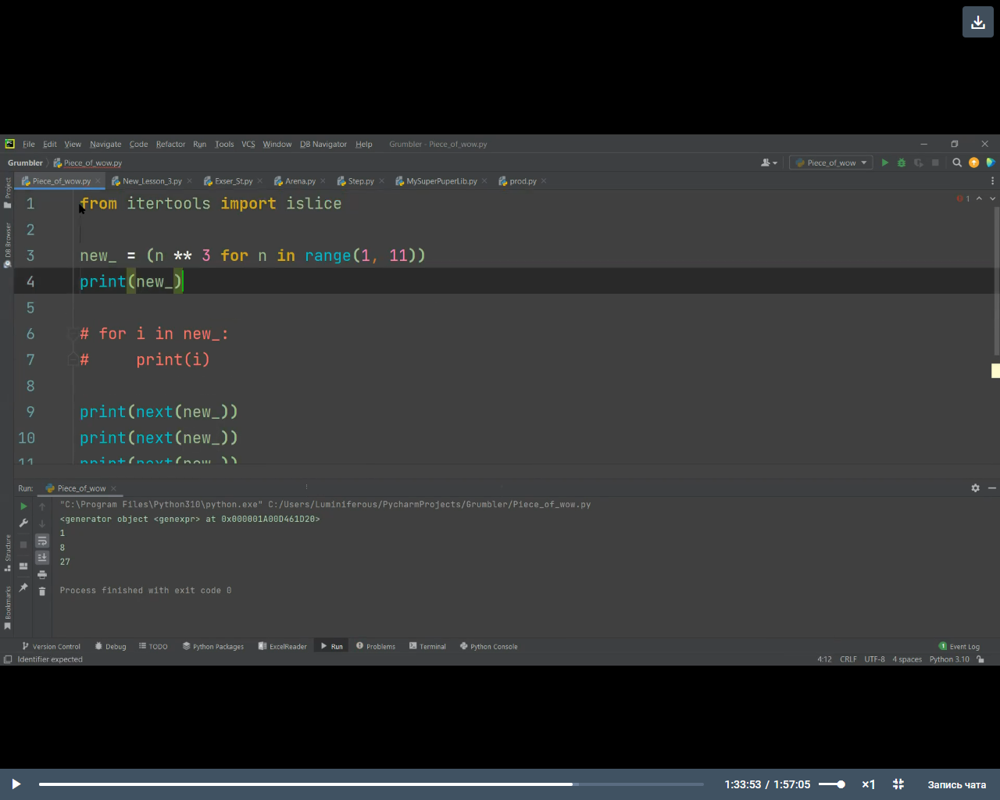 File Edit View Navigate Code Refactor Run Tools VCS Window DB Navigator Help Grumbler - Piece_of_wow.py
Grumbler Piece_of_wow.py Piece_of_wow
Piece_of_wow.py New_Lesson_3.py Exser_St.py Arena.py Step.py MySuperPuperLib.py prod.py
Project
DB Browser
Structure
Bookmarks
1 from itertools import islice
1
2
3 new_ = (n ** 3 for n in range(1, 11))
4 print(new_)
5
6 # for i in new_:
7 #     print(i)
8
9 print(next(new_))
10 print(next(new_))
11 print(next(new_))
Run: Piece_of_wow
"C:\Program Files\Python310\python.exe" C:/Users/Luminiferous/PycharmProjects/Grumbler/Piece_of_wow.py
<generator object <genexpr> at 0x000001A00D461D20>
1
8
27
Process finished with exit code 0
Version Control Debug TODO Python Packages ExcelReader Run Problems Terminal Python Console 1 Event Log
Identifier expected 4:12 CRLF UTF-8 4 spaces Python 3.10
1:33:53 / 1:57:05 ×1 Запись чата